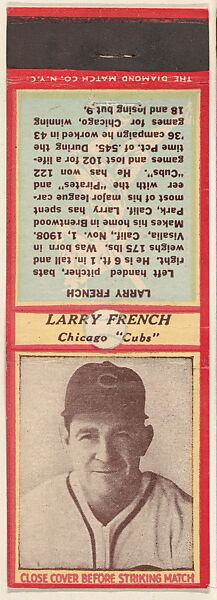 THE DIAMOND MATCH CO. N.Y.C.
LARRY FRENCH
Left handed pitcher, bats
right. He is 6 ft. 1 in. tall and
weighs 175 lbs. Was born in
Visalia, Calif., Nov. 1, 1908.
Makes his home in Brentwood
Park, Calif. Larry has spent
most of his major league car-
eer with the "Pirates" and
"Cubs". He has won 122
games and lost 102 for a life-
time Pct. of .545. During the
'36 campaign he worked in 43
games for Chicago, winning
18 and losing but 9.
LARRY FRENCH
Chicago "Cubs"
C
CLOSE COVER BEFORE STRIKING MATCH